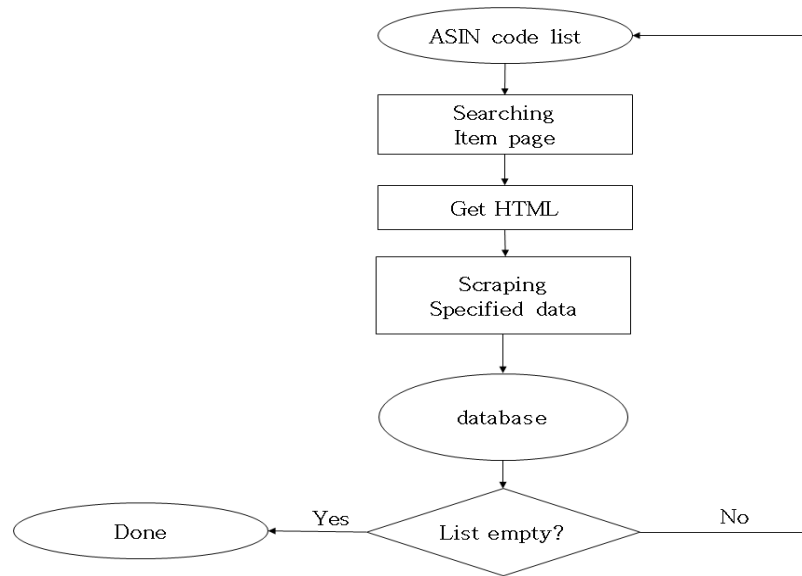 ASIN code list
Searching
Item page
Get HTML
Scraping
Specified data
database
List empty?
Yes
No
Done